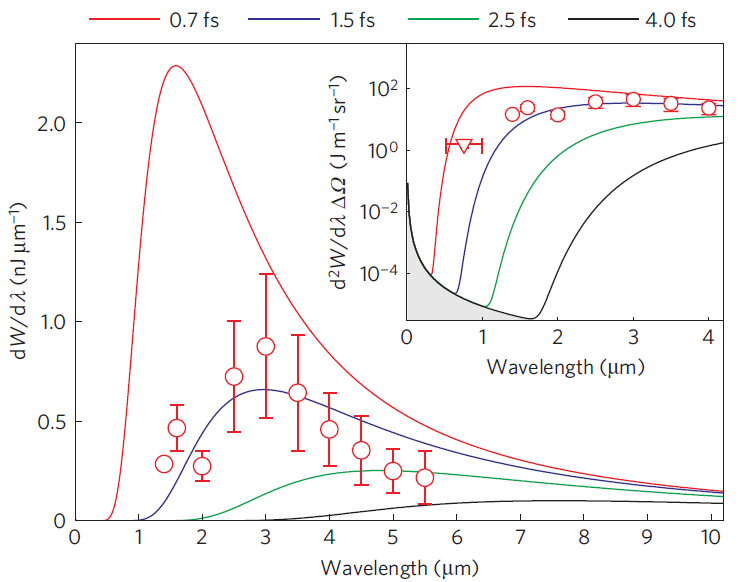 0.7 fs 1.5 fs 2.5 fs 4.0 fs
dW/dλ (nJ μm⁻¹)
2.0
1.5
1.0
0.5
0
0 1 2 3 4 5 6 7 8 9 10
Wavelength (μm)
d²W/dλ ΔΩ (J m⁻¹ sr⁻¹)
10²
10⁰
10⁻²
10⁻⁴
0 1 2 3 4
Wavelength (μm)